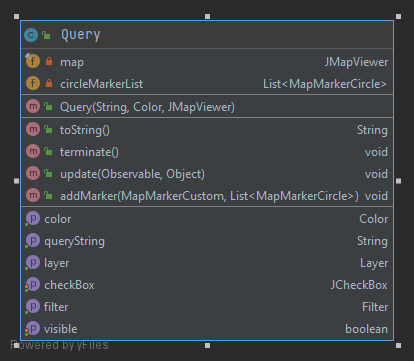 C Query
f map JMapViewer
f circleMarkerList List<MapMarkerCircle>
m Query(String, Color, JMapViewer)
m toString() String
m terminate() void
m update(Observable, Object) void
m addMarker(MapMarkerCustom, List<MapMarkerCircle>) void
p color Color
p queryString String
p layer Layer
p checkBox JCheckBox
p filter Filter
p visible boolean
Powered by yFiles